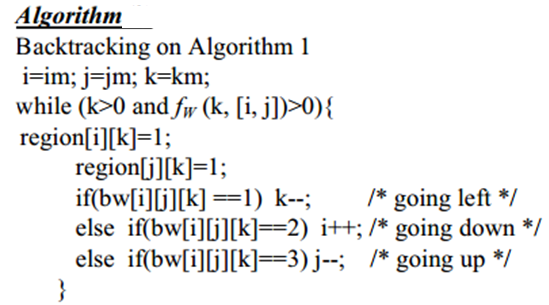 Algorithm
Backtracking on Algorithm 1
i=im; j=jm; k=km;
while (k>0 and fW (k, [i, j])>0){
region[i][k]=1;
region[j][k]=1;
if(bw[i][j][k] ==1) k--; /* going left */
else if(bw[i][j][k]==2) i++; /* going down */
else if(bw[i][j][k]==3) j--; /* going up */
}